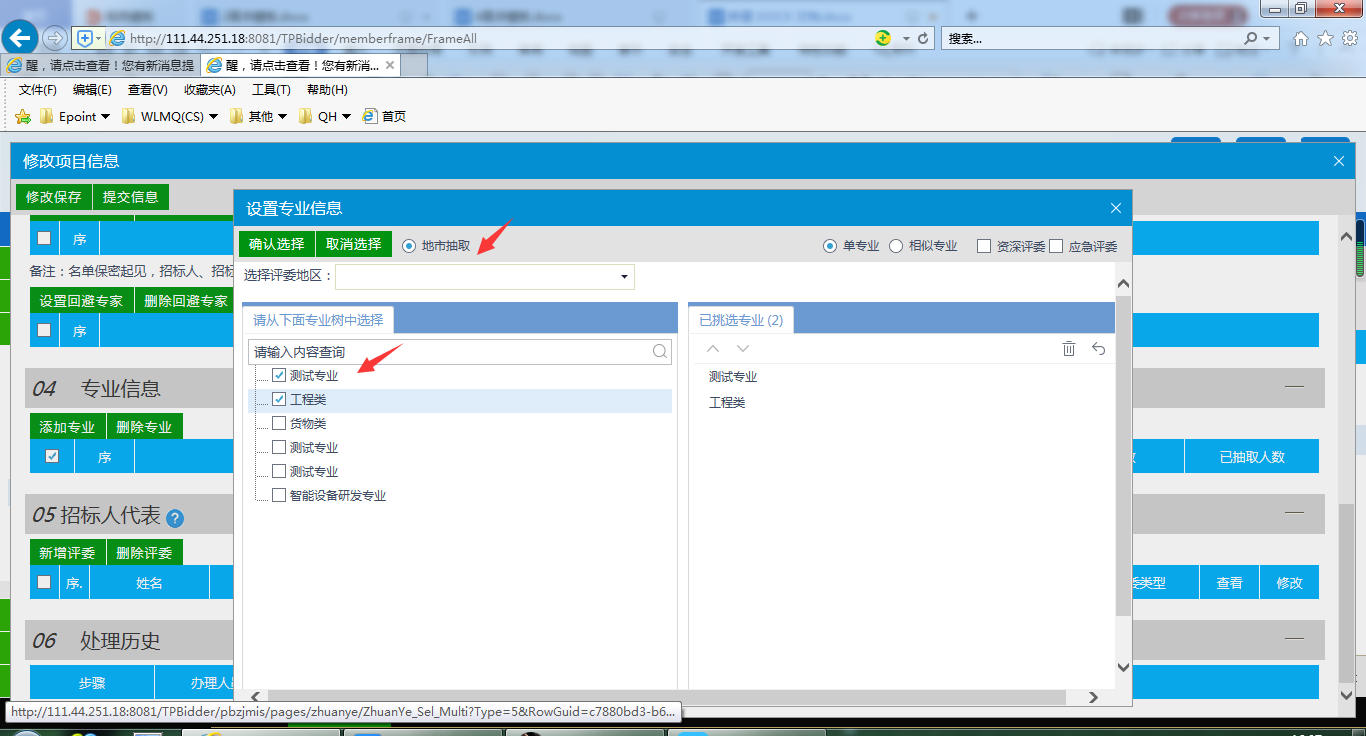 http://111.44.251.18:8081/TPBidder/memberframe/FrameAll
搜索...
醒，请点击查看！您有新消息提
醒，请点击查看！您有新消...
文件(F) 编辑(E) 查看(V) 收藏夹(A) 工具(T) 帮助(H)
Epoint WLMQ(CS) 其他 QH 首页
修改项目信息
修改保存 提交信息
序
备注：名单保密起见，招标人、招标
设置回避专家 删除回避专家
序
04 专业信息
添加专业 删除专业
序 已抽取人数
05 招标人代表 ?
新增评委 删除评委
序. 姓名 委类型 查看 修改
06 处理历史
步骤 办理人员
设置专业信息
确认选择 取消选择 地市抽取 单专业 相似专业 资深评委 应急评委
选择评委地区：
请从下面专业树中选择
请输入内容查询
测试专业
工程类
货物类
测试专业
测试专业
智能设备研发专业
已挑选专业 (2)
测试专业
工程类
http://111.44.251.18:8081/TPBidder/pbzjmis/pages/zhuanye/ZhuanYe_Sel_Multi?Type=5&RowGuid=c7880bd3-b6...